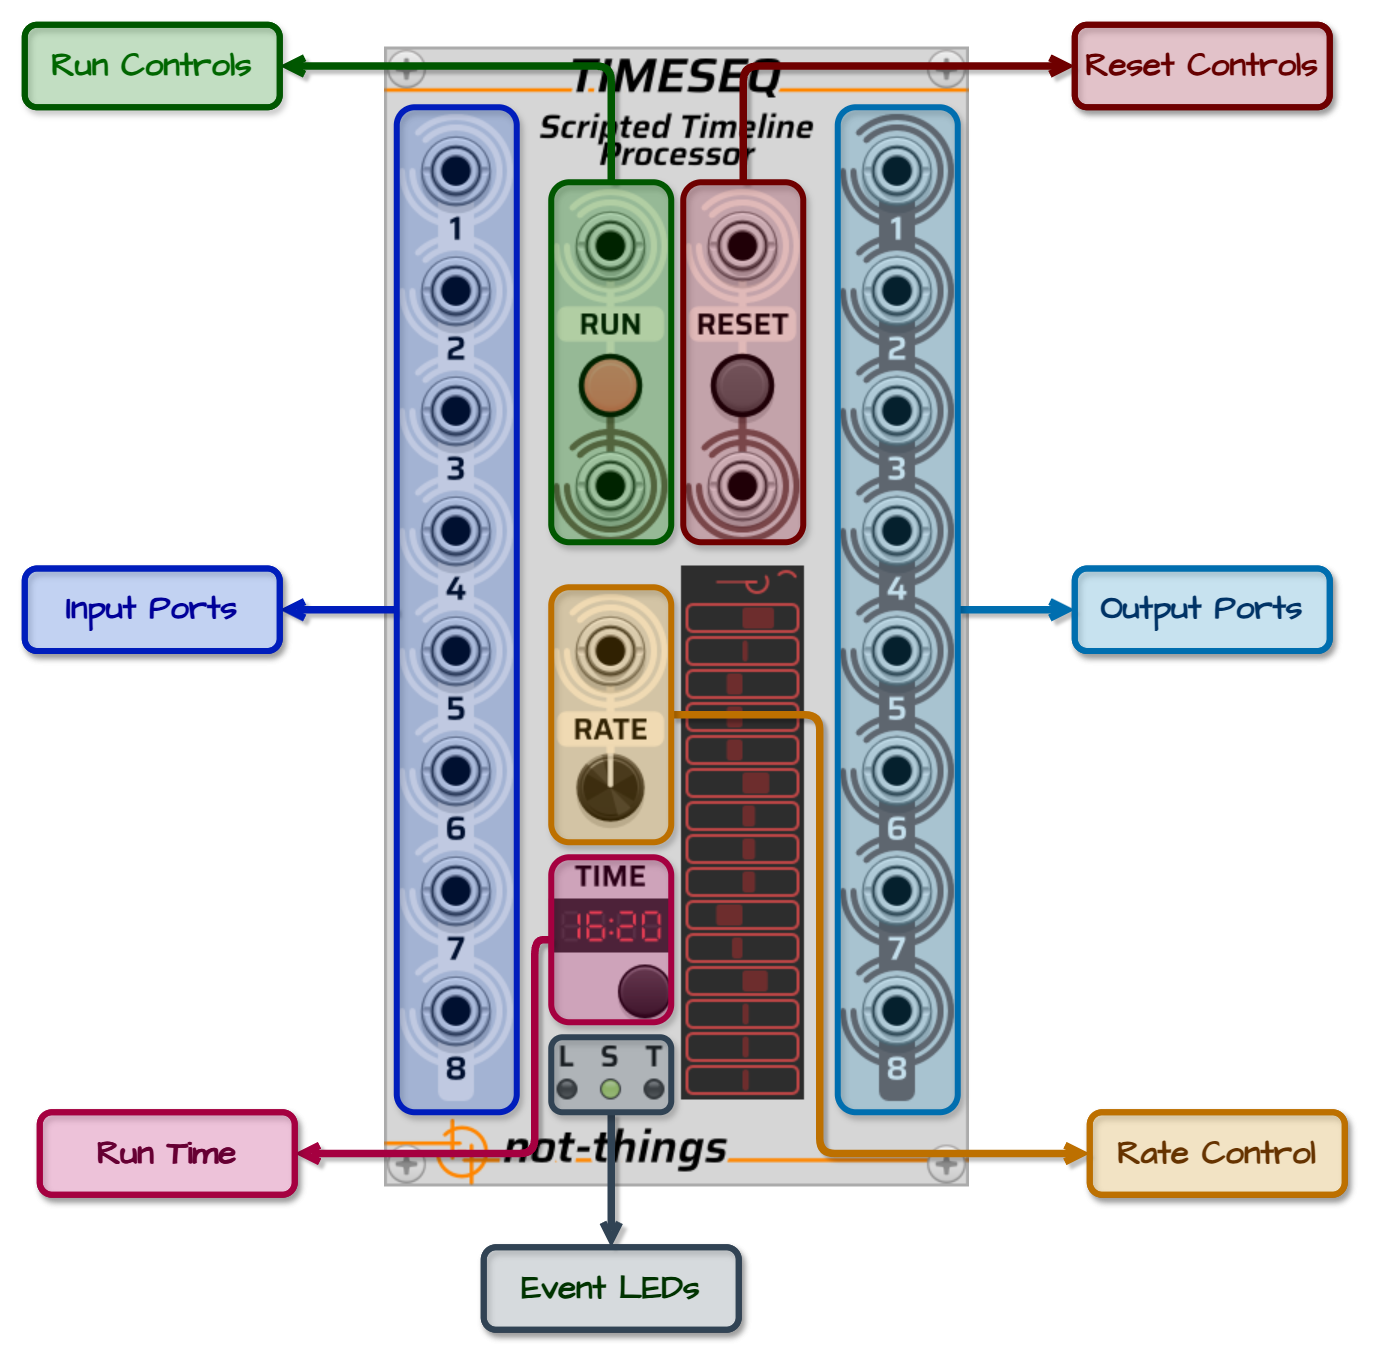 Run Controls
Reset Controls
TIMESEQ
Scripted Timeline
Processor
RUN
RESET
1
2
3
4
5
6
7
8
1
2
3
4
5
6
7
8
Input Ports
Output Ports
RATE
TIME
16:20
L S T
not-things
Run Time
Rate Control
Event LEDs